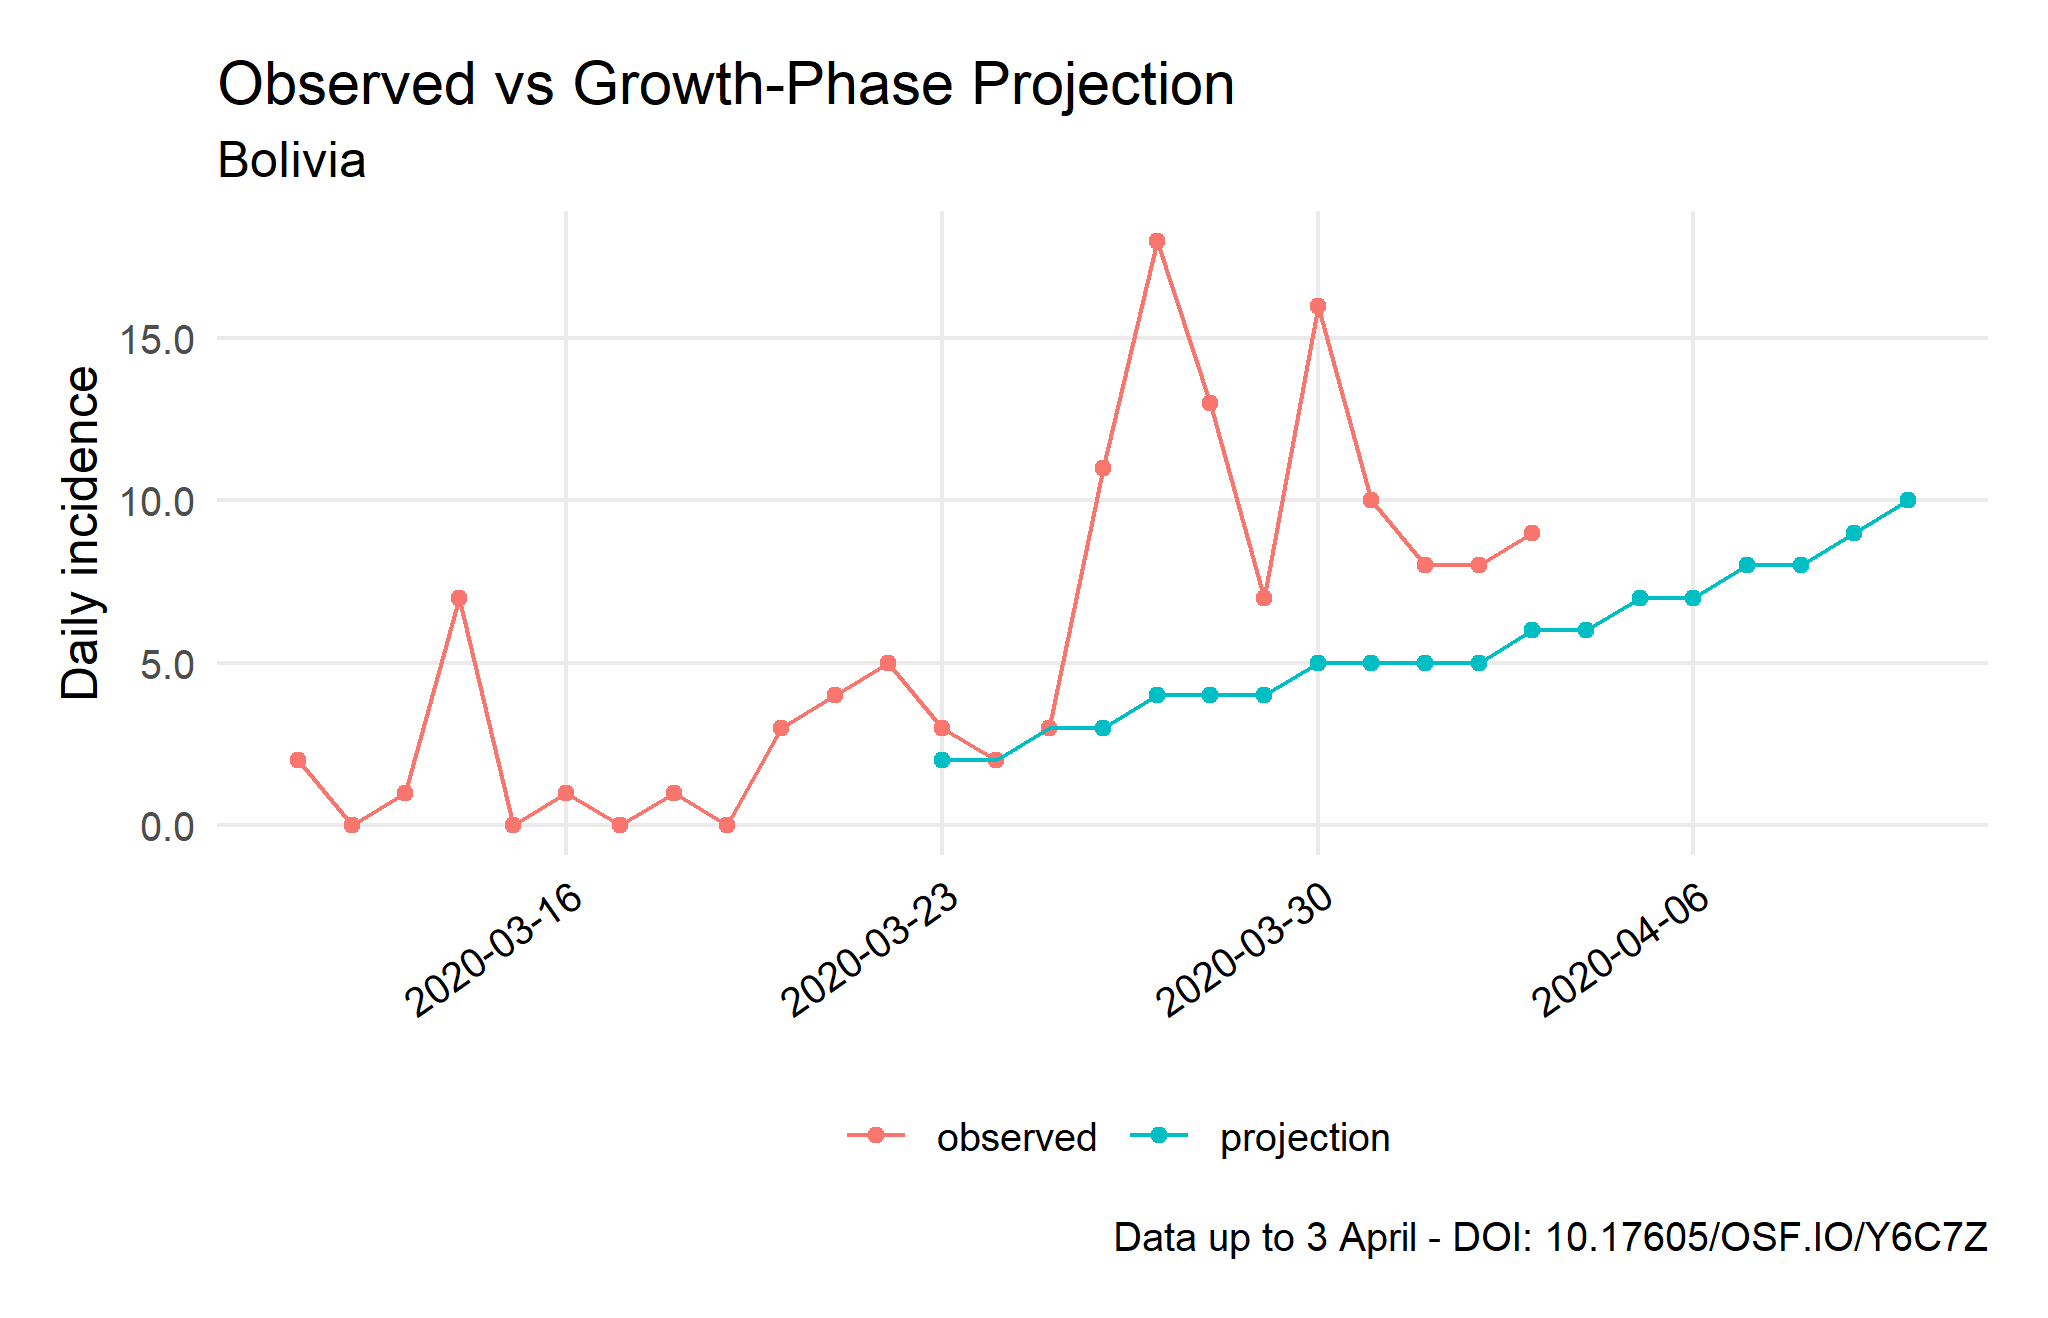 Observed vs Growth-Phase Projection
Bolivia
Daily incidence
15.0
10.0
5.0
0.0
2020-03-16
2020-03-23
2020-03-30
2020-04-06
observed
projection
Data up to 3 April - DOI: 10.17605/OSF.IO/Y6C7Z